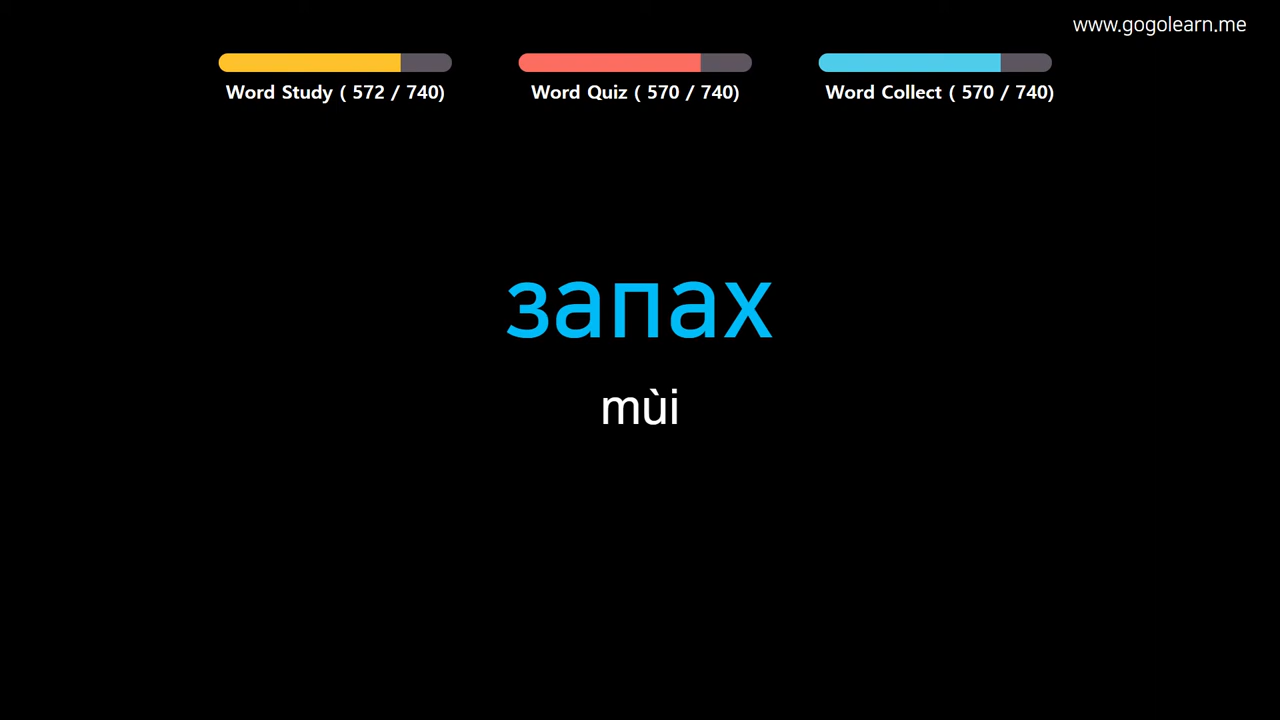 www.gogolearn.me
Word Study ( 572 / 740)
Word Quiz ( 570 / 740)
Word Collect ( 570 / 740)
запах
mùi